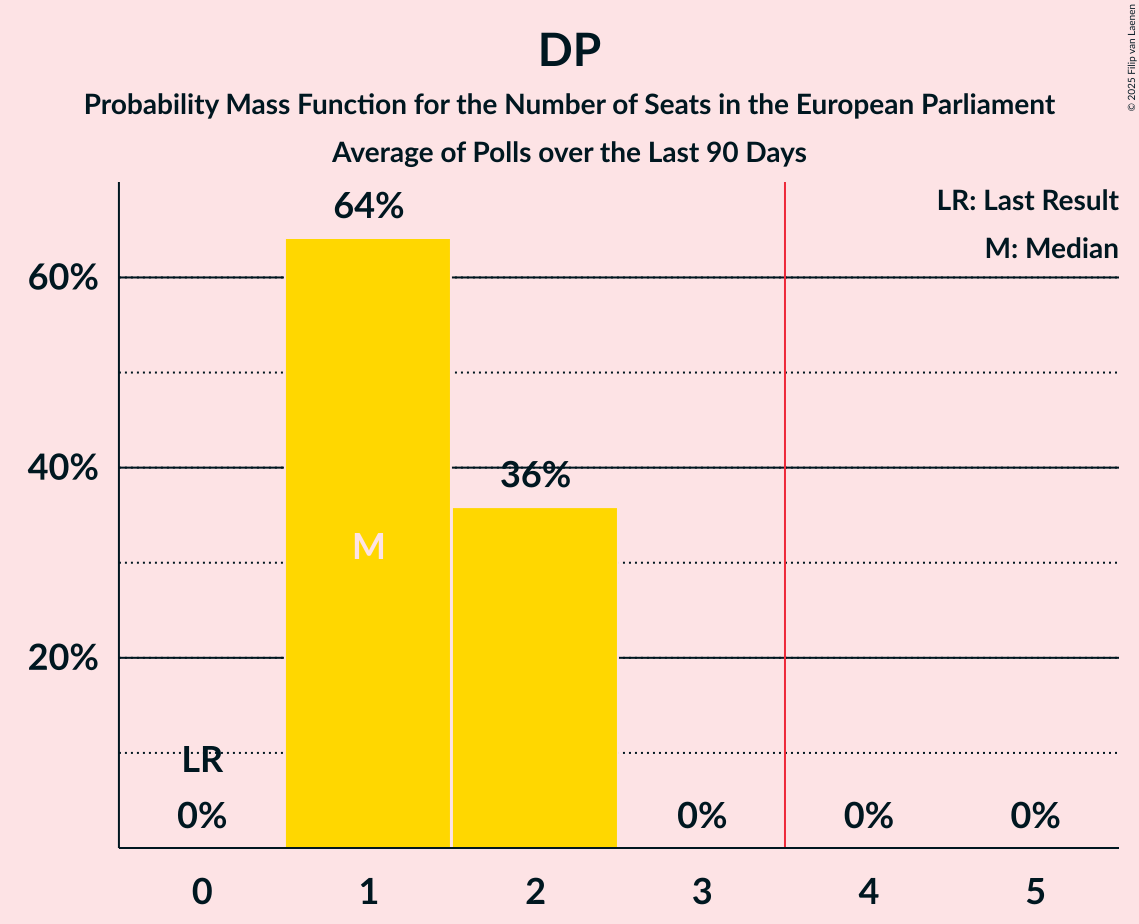 DP
Probability Mass Function for the Number of Seats in the European Parliament
Average of Polls over the Last 90 Days
© 2025 Filip van Laenen
LR: Last Result
M: Median
64%
60%
40%
36%
M
20%
LR
0%
0%
0%
0%
0 1 2 3 4 5